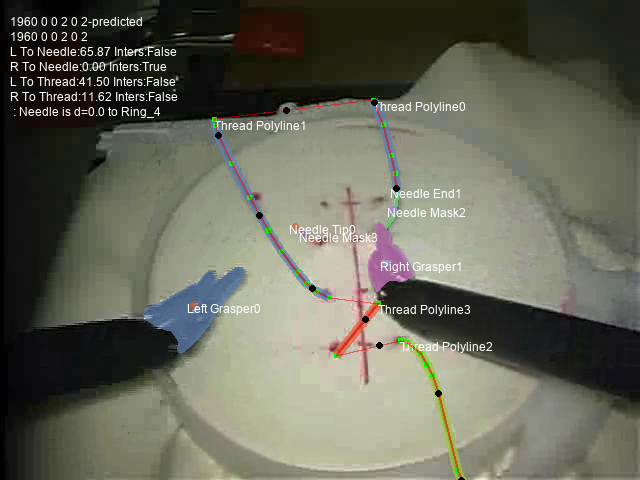 1960 0 0 2 0 2-predicted
1960 0 0 2 0 2
L To Needle:65.87 Inters:False
R To Needle:0.00 Inters:True
L To Thread:41.50 Inters:False
R To Thread:11.62 Inters:False
: Needle is d=0.0 to Ring_4
Thread Polyline0
Thread Polyline1
Needle End1
Needle Mask2
Needle Tip0
Needle Mask3
Right Grasper1
Left Grasper0
Thread Polyline3
Thread Polyline2